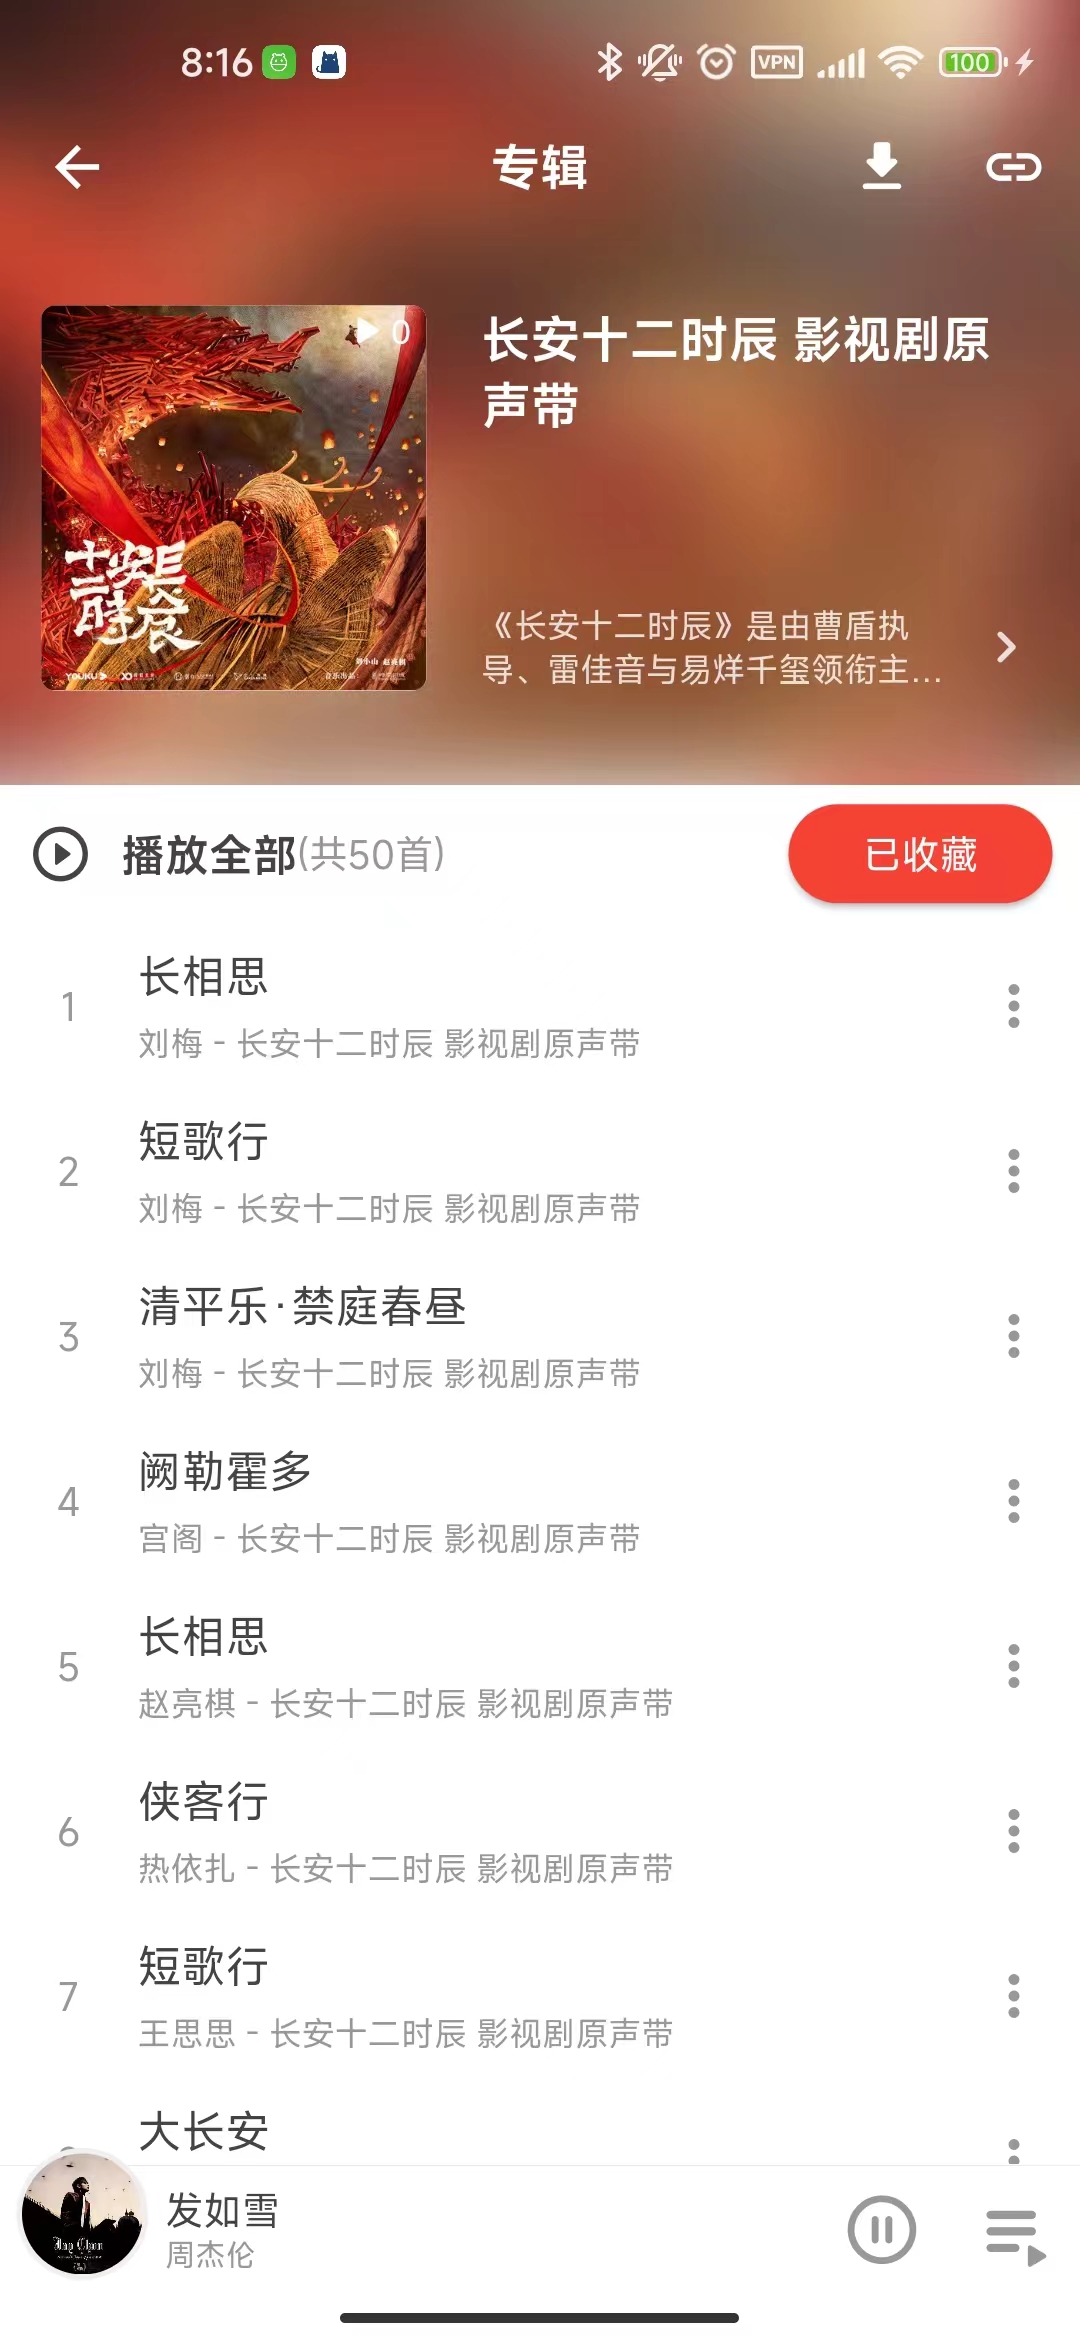 8:16
VPN
100
专辑
0
长安十二时辰 影视剧原
声带
长安
十二时辰
YOUKU
《长安十二时辰》是由曹盾执
导、雷佳音与易烊千玺领衔主...
播放全部(共50首)
已收藏
1
长相思
刘梅 - 长安十二时辰 影视剧原声带
2
短歌行
刘梅 - 长安十二时辰 影视剧原声带
3
清平乐·禁庭春昼
刘梅 - 长安十二时辰 影视剧原声带
4
阙勒霍多
宫阁 - 长安十二时辰 影视剧原声带
5
长相思
赵亮棋 - 长安十二时辰 影视剧原声带
6
侠客行
热依扎 - 长安十二时辰 影视剧原声带
7
短歌行
王思思 - 长安十二时辰 影视剧原声带
大长安
Jay Chou
发如雪
周杰伦